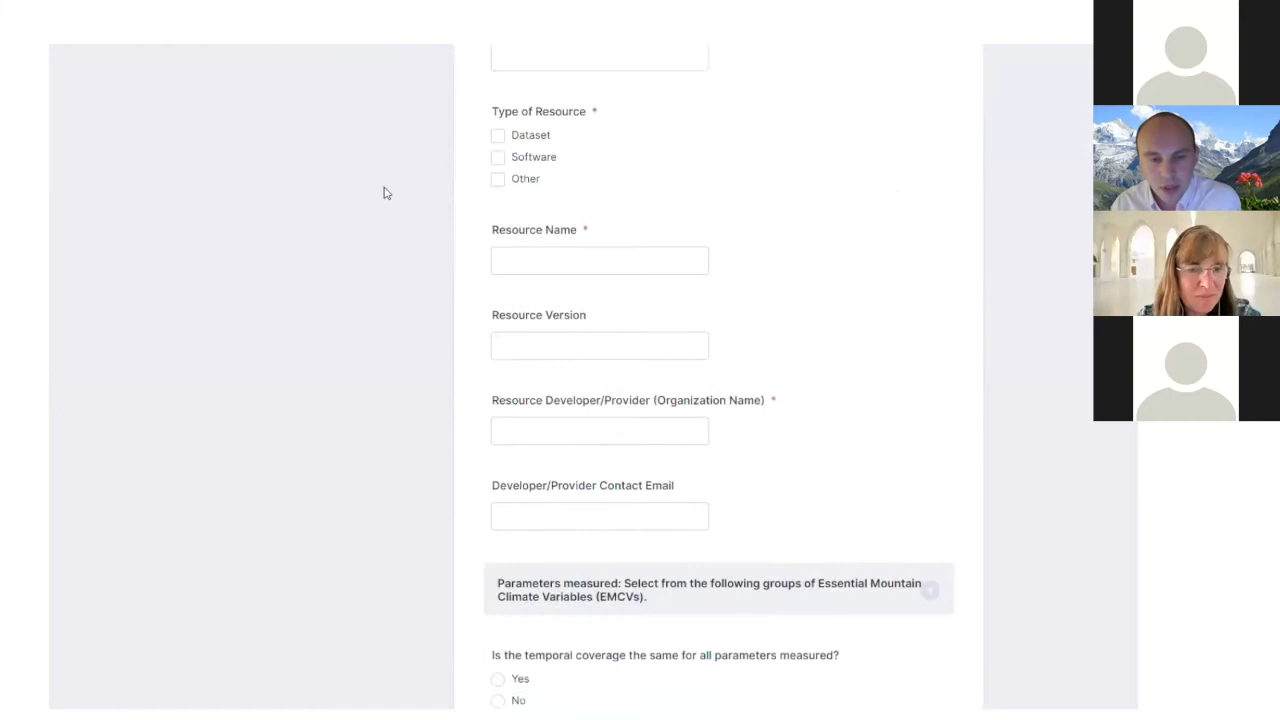 Type of Resource *
Dataset
Software
Other
Resource Name *
Resource Version
Resource Developer/Provider (Organization Name) *
Developer/Provider Contact Email
Parameters measured: Select from the following groups of Essential Mountain
Climate Variables (EMCVs).
Is the temporal coverage the same for all parameters measured?
Yes
No